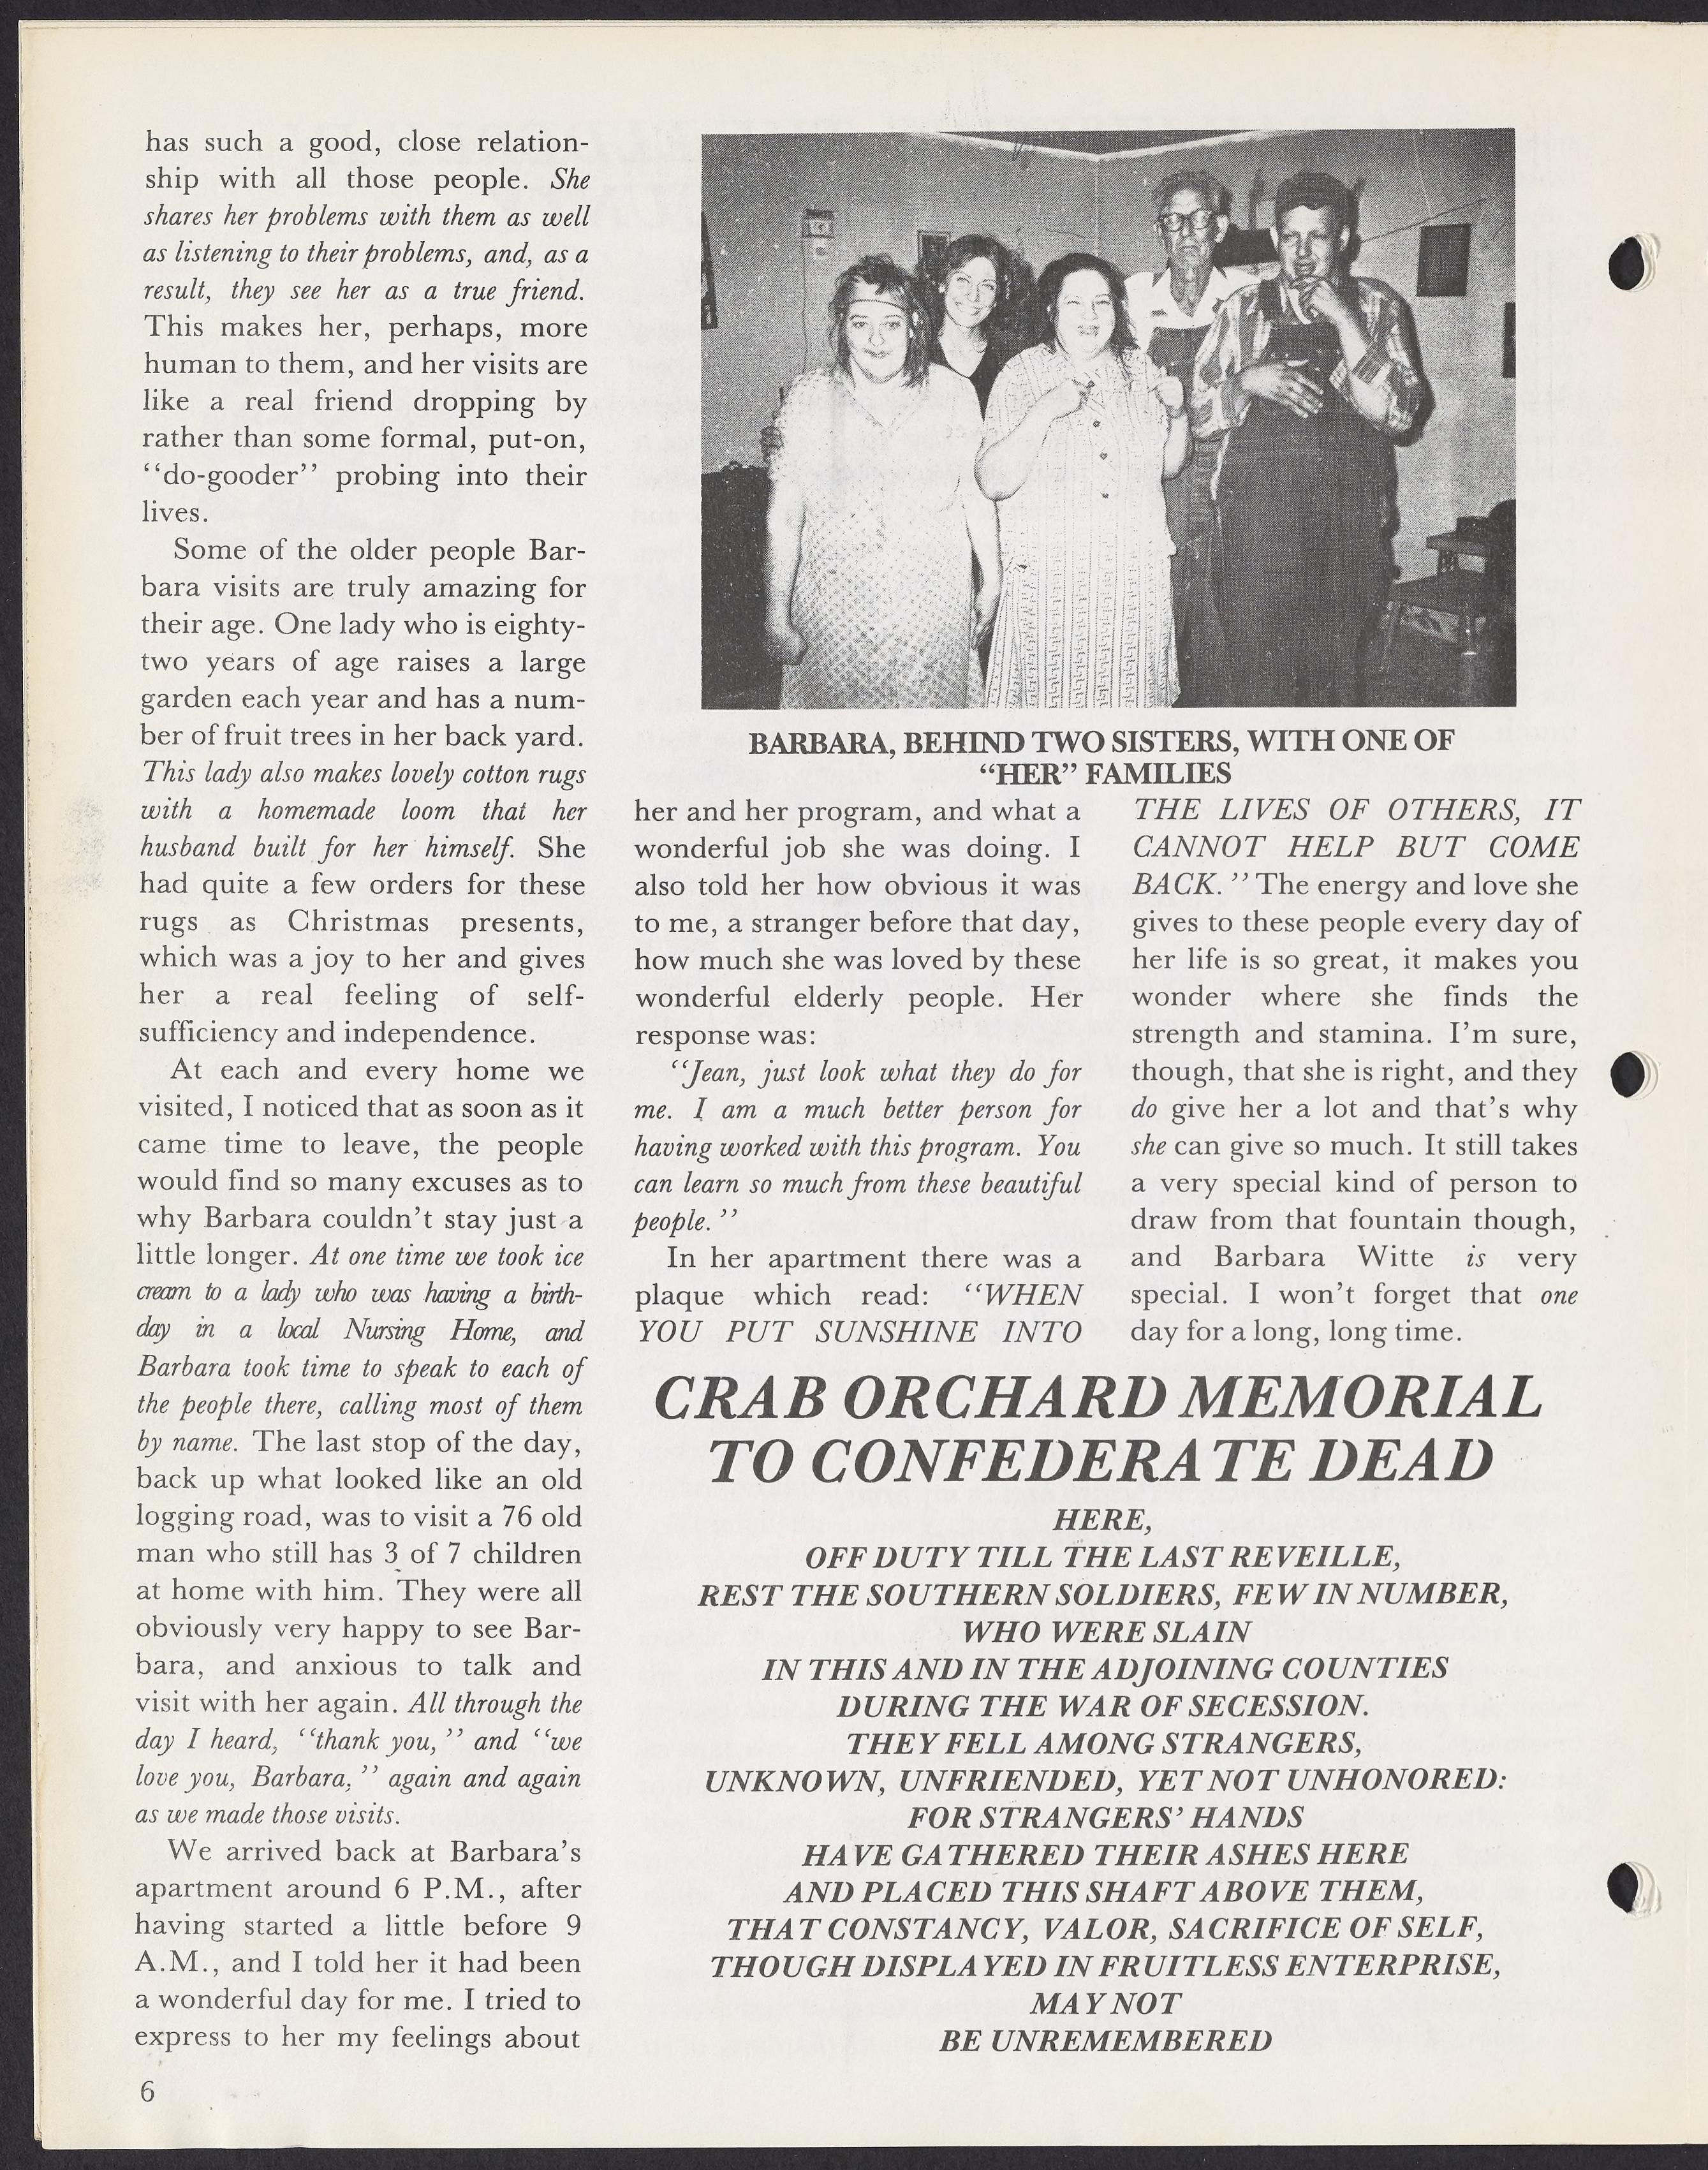 has such a good, close relation-
ship with all those people. She
shares her problems with them as well
as listening to their problems, and, as a
result, they see her as a true friend.
This makes her, perhaps, more
human to them, and her visits are
like a real friend dropping by
rather than some formal, put-on,
‘‘do-gooder’’ probing into their
lives.
Some of the older people Bar-
bara visits are truly amazing for
their age. One lady who is eighty-
two years of age raises a large
garden each year and has a num-
ber of fruit trees in her back yard.
This lady also makes lovely cotton rugs
with a homemade loom that her
husband built for her himself. She
had quite a few orders for these
rugs as Christmas presents,
which was a joy to her and gives
her a real feeling of self-
sufficiency and independence.
At each and every home we
visited, I noticed that as soon as it
came time to leave, the people
would find so many excuses as to
why Barbara couldn’t stay just a
little longer. At one time we took ice
cream to a lady who was having a birth-
day in a local Nursing Home, and
Barbara took time to speak to each of
the people there, calling most of them
by name. The last stop of the day,
back up what looked like an old
logging road, was to visit a 76 old
man who still has 3 of 7 children
at home with him. They were all
obviously very happy to see Bar-
bara, and anxious to talk and
visit with her again. All through the
day I heard, ‘‘thank you,’’ and ‘‘we
love you, Barbara,’’ again and again
as we made those visits.
We arrived back at Barbara’s
apartment around 6 P.M., after
having started a little before 9
A.M., and I told her it had been
a wonderful day for me. I tried to
express to her my feelings about
6
BARBARA, BEHIND TWO SISTERS, WITH ONE OF
“HER” FAMILIES
her and her program, and what a
wonderful job she was doing. I
also told her how obvious it was
to me, a stranger before that day,
how much she was loved by these
wonderful elderly people. Her
response was:
‘‘Jean, just look what they do for
me. I am a much better person for
having worked with this program. You
can learn so much from these beautiful
people.’’
In her apartment there was a
plaque which read: ‘‘WHEN
YOU PUT SUNSHINE INTO
THE LIVES OF OTHERS, IT
CANNOT HELP BUT COME
BACK.’’ The energy and love she
gives to these people every day of
her life is so great, it makes you
wonder where she finds the
strength and stamina. I’m sure,
though, that she is right, and they
do give her a lot and that’s why
she can give so much. It still takes
a very special kind of person to
draw from that fountain though,
and Barbara Witte is very
special. I won’t forget that one
day for a long, long time.
CRAB ORCHARD MEMORIAL
TO CONFEDERATE DEAD
HERE,
OFF DUTY TILL THE LAST REVEILLE,
REST THE SOUTHERN SOLDIERS, FEW IN NUMBER,
WHO WERE SLAIN
IN THIS AND IN THE ADJOINING COUNTIES
DURING THE WAR OF SECESSION.
THEY FELL AMONG STRANGERS,
UNKNOWN, UNFRIENDED, YET NOT UNHONORED:
FOR STRANGERS’ HANDS
HAVE GATHERED THEIR ASHES HERE
AND PLACED THIS SHAFT ABOVE THEM,
THAT CONSTANCY, VALOR, SACRIFICE OF SELF,
THOUGH DISPLAYED IN FRUITLESS ENTERPRISE,
MAY NOT
BE UNREMEMBERED